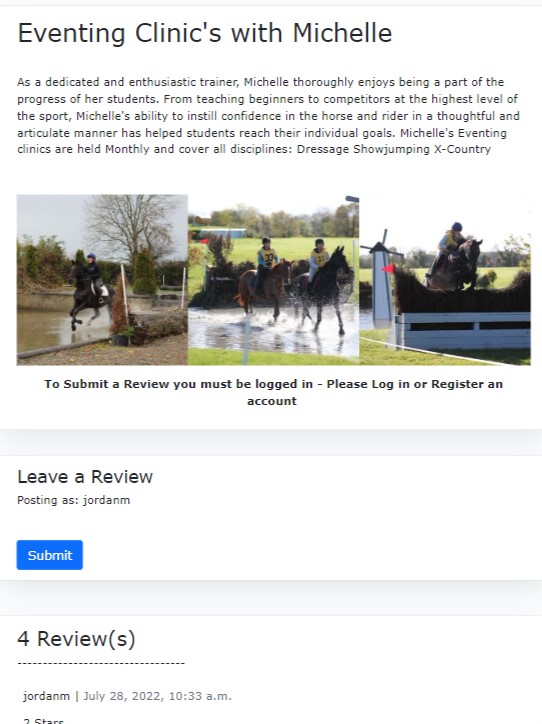 Eventing Clinic's with Michelle
As a dedicated and enthusiastic trainer, Michelle thoroughly enjoys being a part of the
progress of her students. From teaching beginners to competitors at the highest level of
the sport, Michelle's ability to instill confidence in the horse and rider in a thoughtful and
articulate manner has helped students reach their individual goals. Michelle's Eventing
clinics are held Monthly and cover all disciplines: Dressage Showjumping X-Country
To Submit a Review you must be logged in - Please Log in or Register an
account
Leave a Review
Posting as: jordanm
Submit
4 Review(s)
---------------------------------
jordanm | July 28, 2022, 10:33 a.m.
2 Stars